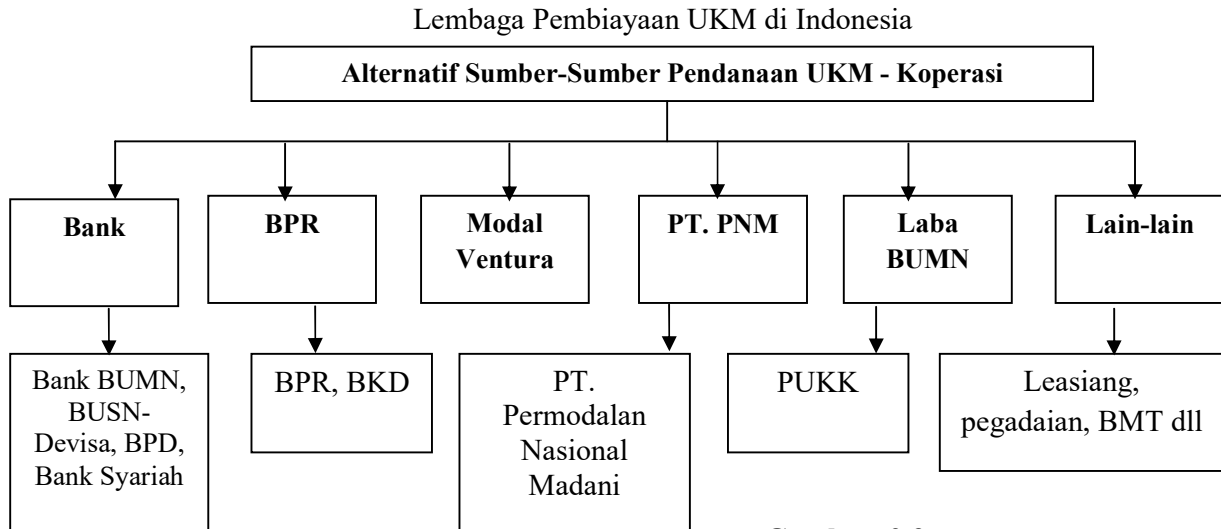 Lembaga Pembiayaan UKM di Indonesia
Alternatif Sumber-Sumber Pendanaan UKM - Koperasi
Bank
BPR
Modal
Ventura
PT. PNM
Laba
BUMN
Lain-lain
Bank BUMN,
BUSN-
Devisa, BPD,
Bank Syariah
BPR, BKD
PT.
Permodalan
Nasional
Madani
PUKK
Leasiang,
pegadaian, BMT dll